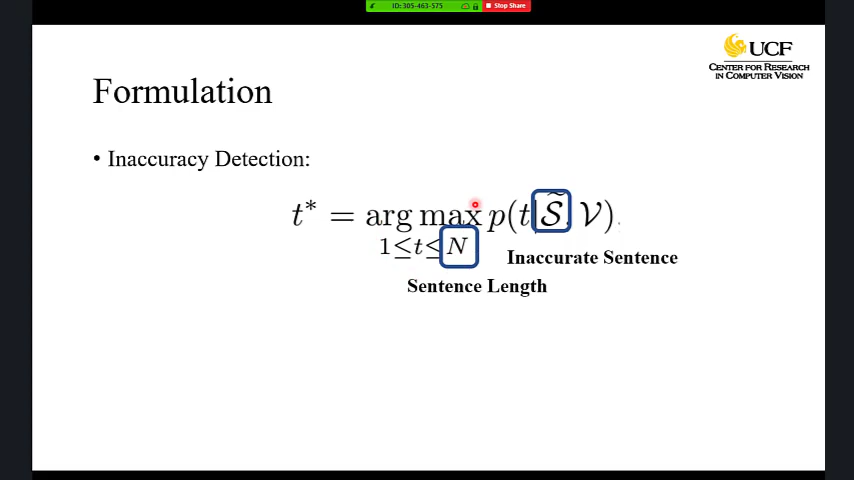 ID: 305-463-575 Stop Share
UCF
CENTER FOR RESEARCH
IN COMPUTER VISION
Formulation
• Inaccuracy Detection:
t* = arg max p(t|S̃, V).
1≤t≤N
Inaccurate Sentence
Sentence Length